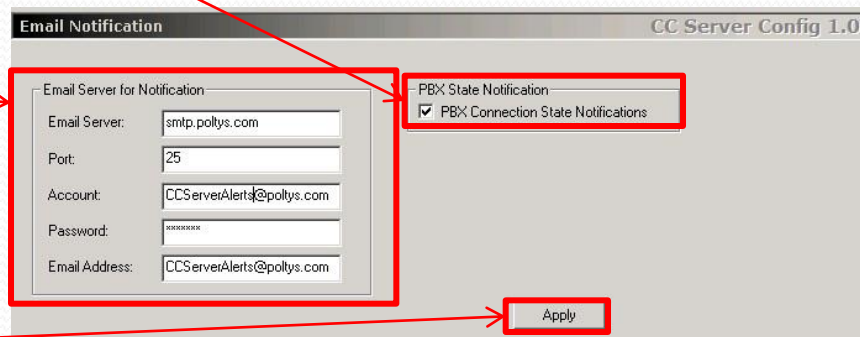 Email Notification
CC Server Config 1.0
Email Server for Notification
Email Server: smtp.poltys.com
Port: 25
Account: CCServerAlerts@poltys.com
Password: *******
Email Address: CCServerAlerts@poltys.com
PBX State Notification
PBX Connection State Notifications
Apply